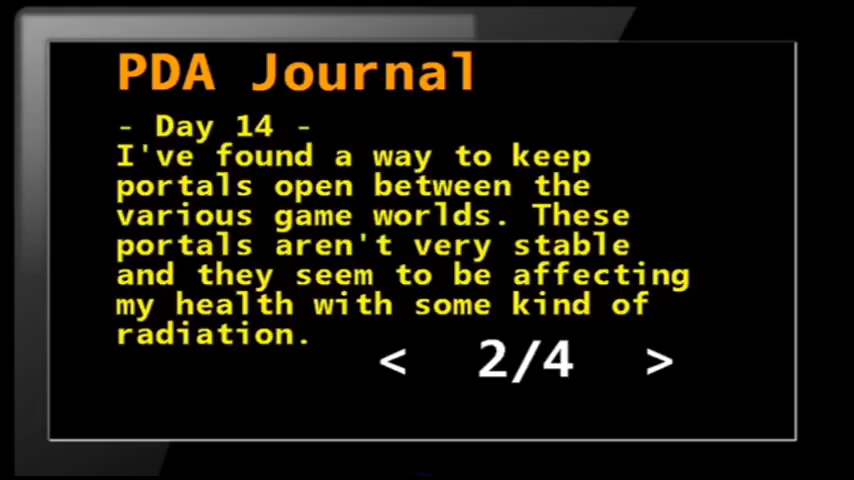 PDA Journal
- Day 14 -
I've found a way to keep
portals open between the
various game worlds. These
portals aren't very stable
and they seem to be affecting
my health with some kind of
radiation.
< 2/4 >